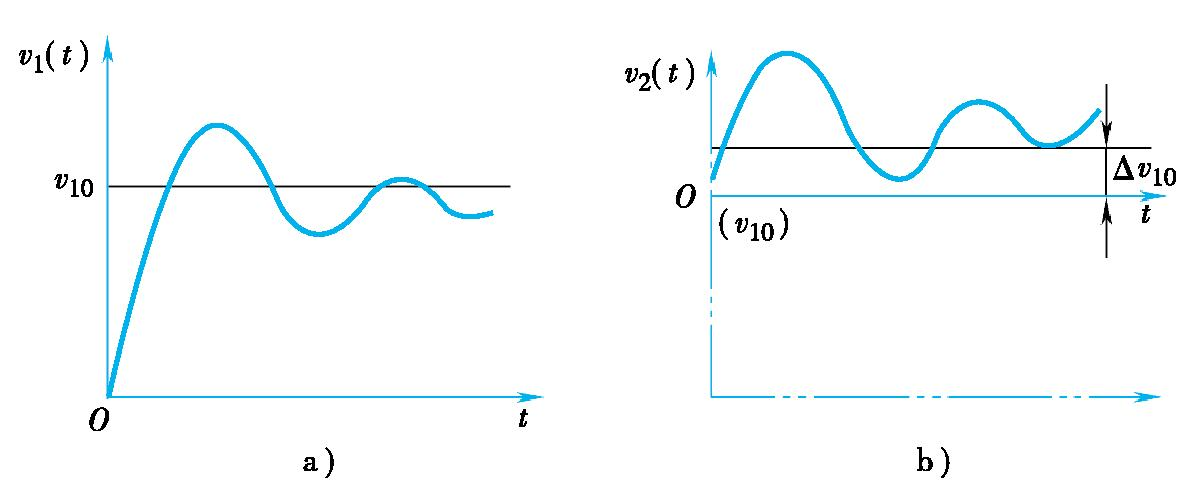 v₁(t)
v₁₀
O
t
a)
v₂(t)
O
(v₁₀)
Δv₁₀
t
b)